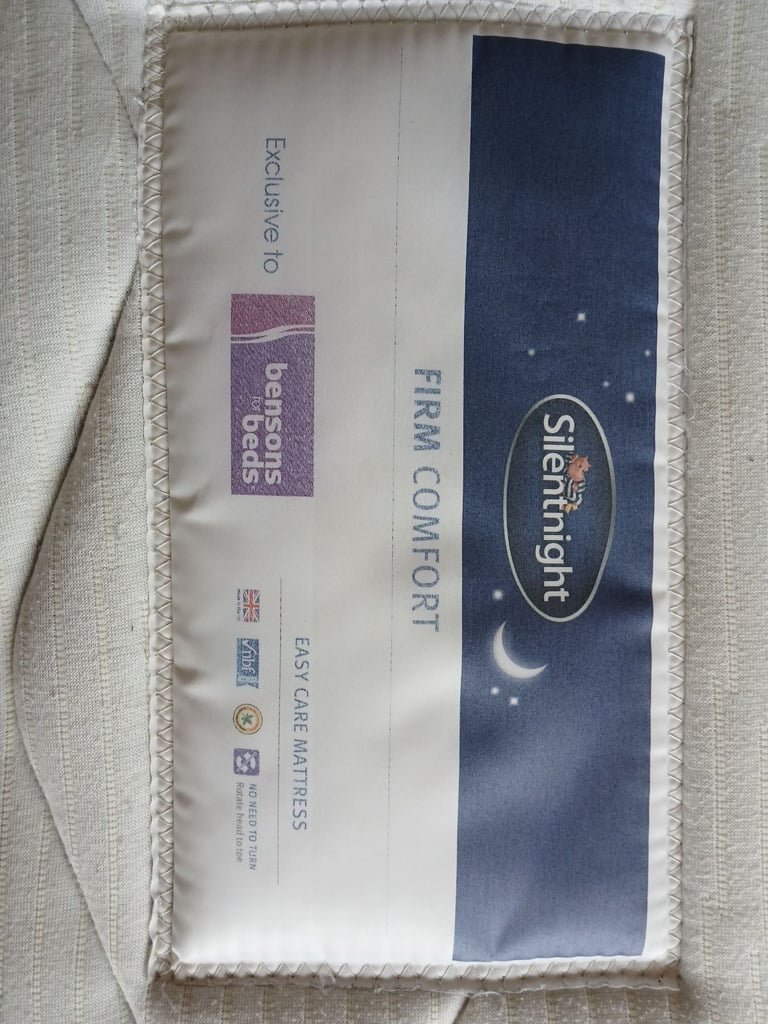 Silentnight
FIRM COMFORT
Exclusive to
bensons
for beds
EASY CARE MATTRESS
nbf
NO NEED TO TURN
Rotate head to toe